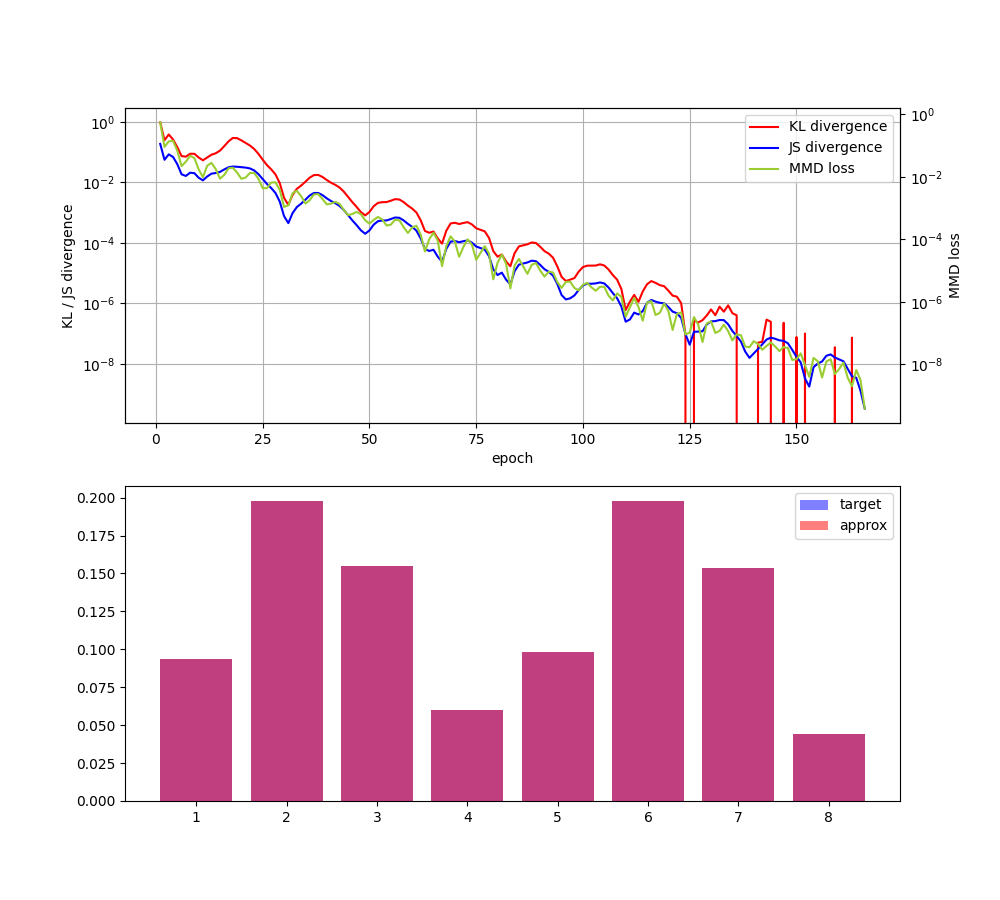 KL divergence
JS divergence
MMD loss
10^0
10^−2
10^−4
10^−6
10^−8
KL / JS divergence
10^0
10^−2
10^−4
10^−6
10^−8
MMD loss
0 25 50 75 100 125 150
epoch
target
approx
0.200
0.175
0.150
0.125
0.100
0.075
0.050
0.025
0.000
1 2 3 4 5 6 7 8